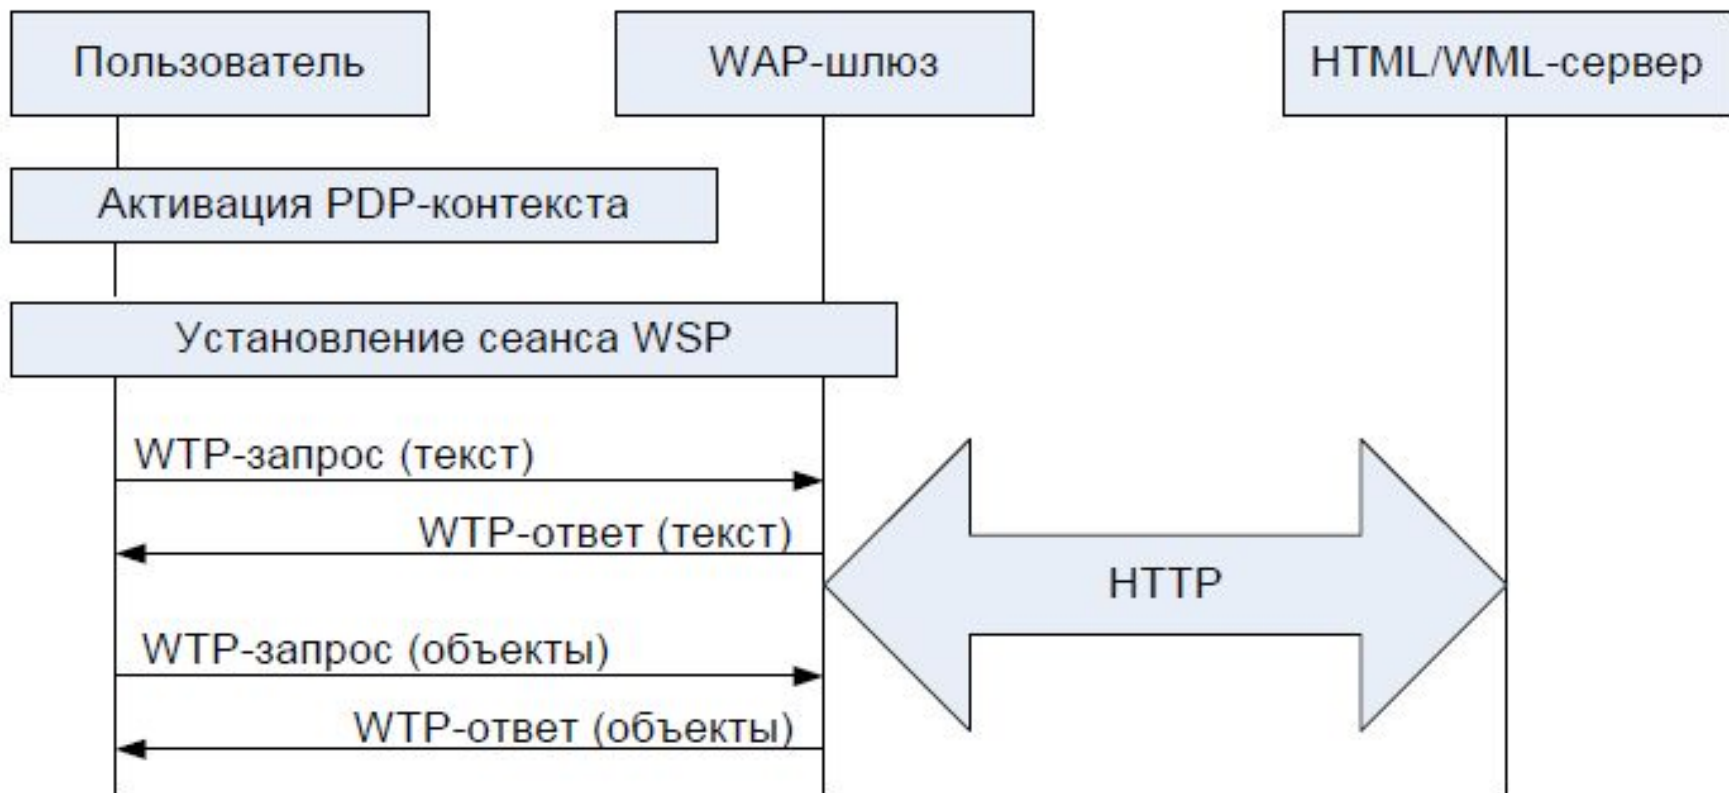 Пользователь
WAP-шлюз
HTML/WML-сервер
Активация PDP-контекста
Установление сеанса WSP
WTP-запрос (текст)
WTP-ответ (текст)
HTTP
WTP-запрос (объекты)
WTP-ответ (объекты)